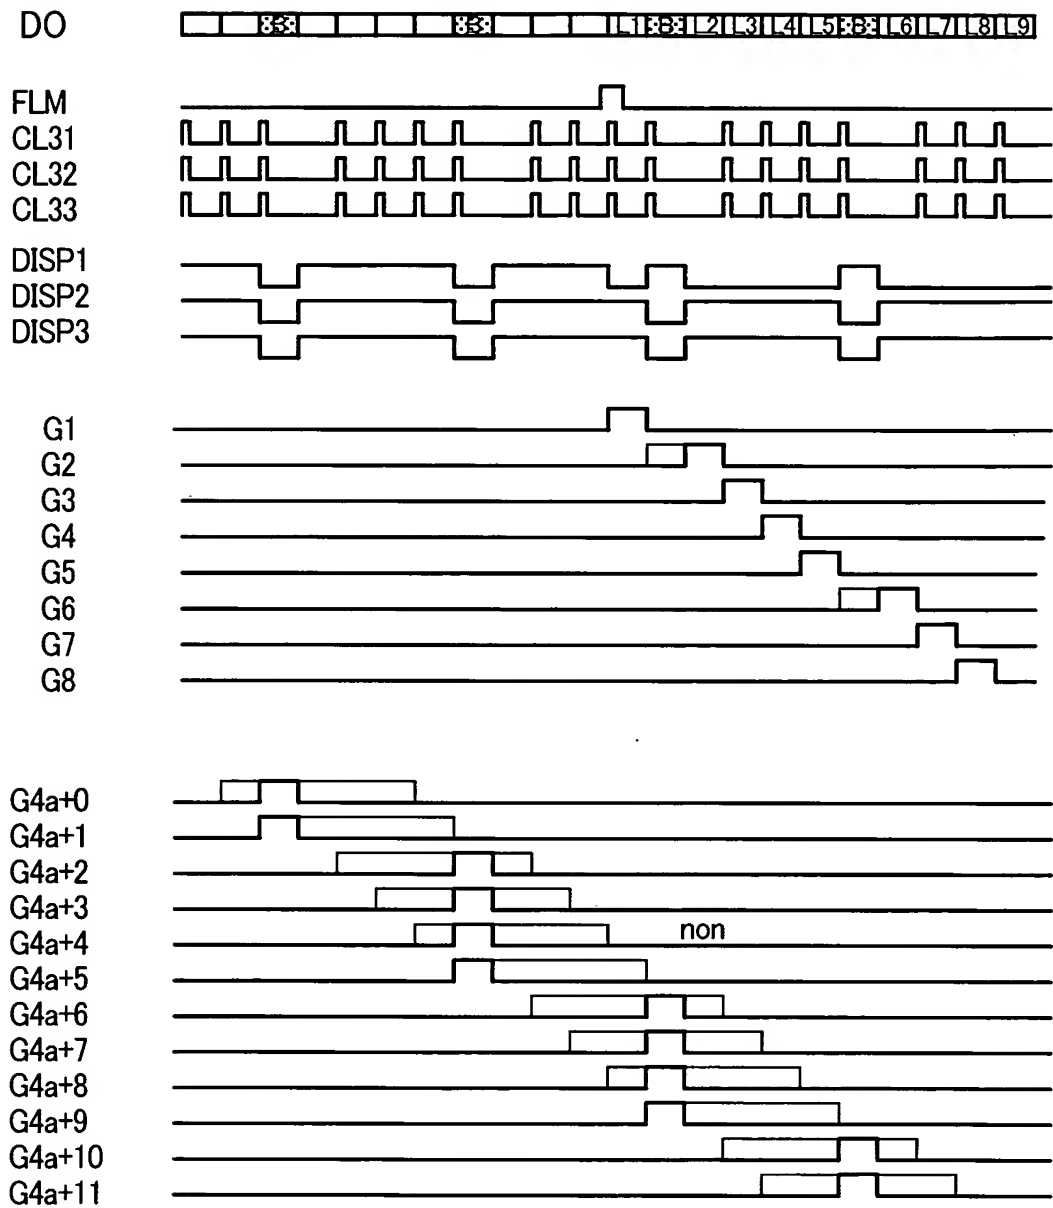 DO B B L1 B L2 L3 L4 L5 B L6 L7 L8 L9
FLM
CL31
CL32
CL33
DISP1
DISP2
DISP3
G1
G2
G3
G4
G5
G6
G7
G8
G4a+0
G4a+1
G4a+2
G4a+3
G4a+4 non
G4a+5
G4a+6
G4a+7
G4a+8
G4a+9
G4a+10
G4a+11